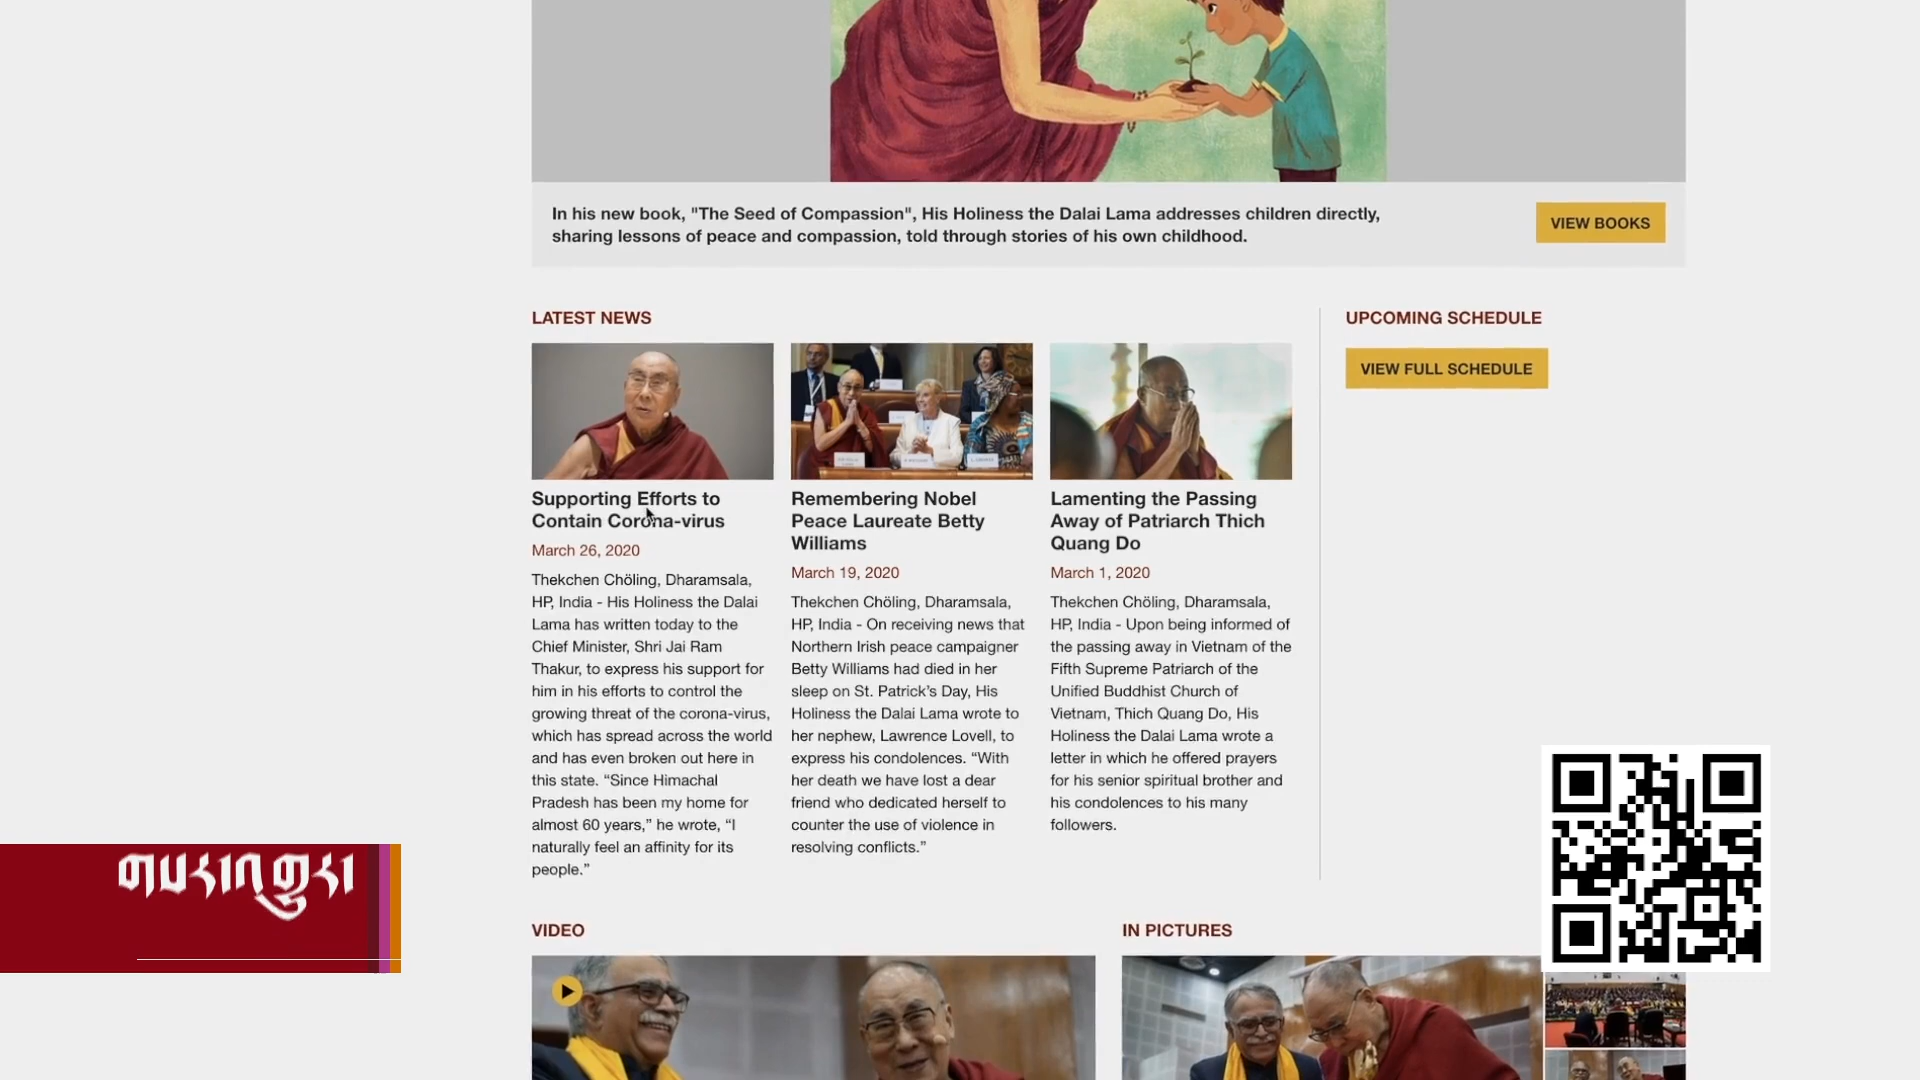 In his new book, "The Seed of Compassion", His Holiness the Dalai Lama addresses children directly,
sharing lessons of peace and compassion, told through stories of his own childhood.
VIEW BOOKS
LATEST NEWS
Supporting Efforts to
Contain Corona-virus
March 26, 2020
Thekchen Chöling, Dharamsala,
HP, India - His Holiness the Dalai
Lama has written today to the
Chief Minister, Shri Jai Ram
Thakur, to express his support for
him in his efforts to control the
growing threat of the corona-virus,
which has spread across the world
and has even broken out here in
this state. “Since Himachal
Pradesh has been my home for
almost 60 years,” he wrote, “I
naturally feel an affinity for its
people.”
Remembering Nobel
Peace Laureate Betty
Williams
March 19, 2020
Thekchen Chöling, Dharamsala,
HP, India - On receiving news that
Northern Irish peace campaigner
Betty Williams had died in her
sleep on St. Patrick’s Day, His
Holiness the Dalai Lama wrote to
her nephew, Lawrence Lovell, to
express his condolences. “With
her death we have lost a dear
friend who dedicated herself to
counter the use of violence in
resolving conflicts.”
Lamenting the Passing
Away of Patriarch Thich
Quang Do
March 1, 2020
Thekchen Chöling, Dharamsala,
HP, India - Upon being informed of
the passing away in Vietnam of the
Fifth Supreme Patriarch of the
Unified Buddhist Church of
Vietnam, Thich Quang Do, His
Holiness the Dalai Lama wrote a
letter in which he offered prayers
for his senior spiritual brother and
his condolences to his many
followers.
UPCOMING SCHEDULE
VIEW FULL SCHEDULE
VIDEO
IN PICTURES